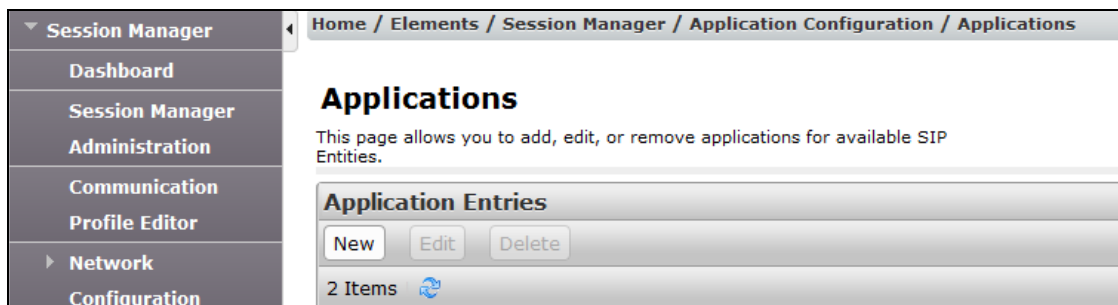 Session Manager
Dashboard
Session Manager
Administration
Communication
Profile Editor
Network
Configuration
Home / Elements / Session Manager / Application Configuration / Applications
Applications
This page allows you to add, edit, or remove applications for available SIP
Entities.
Application Entries
New Edit Delete
2 Items